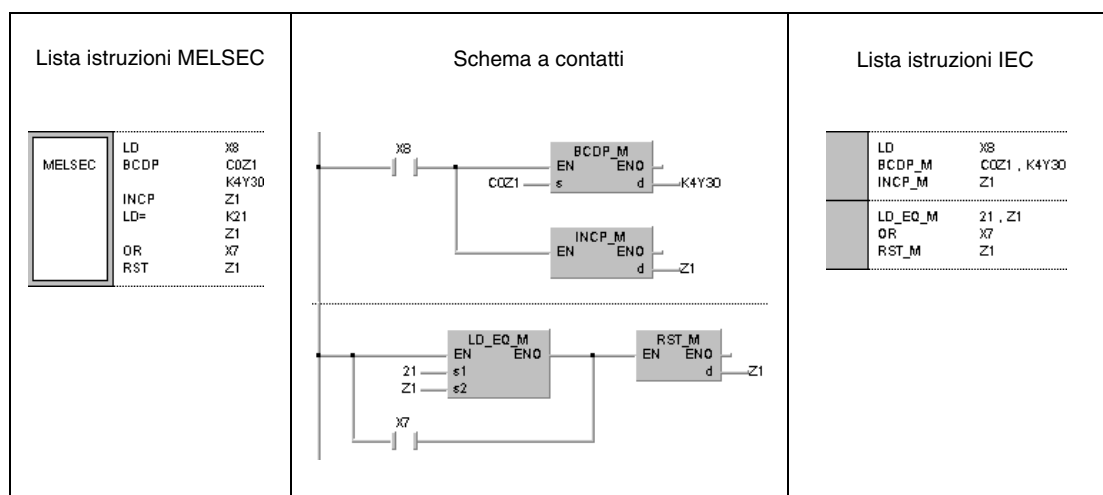 Lista istruzioni MELSEC
MELSEC
LD X8
BCDP C0Z1
K4Y30
INCP Z1
LD= K21
Z1
OR X7
RST Z1
Schema a contatti
X8
BCDP_M
EN ENO
C0Z1 s d K4Y30
INCP_M
EN ENO
d Z1
LD_EQ_M
EN ENO
21 s1
Z1 s2
RST_M
EN ENO
d Z1
X7
Lista istruzioni IEC
LD X8
BCDP_M C0Z1 , K4Y30
INCP_M Z1
LD_EQ_M 21 , Z1
OR X7
RST_M Z1